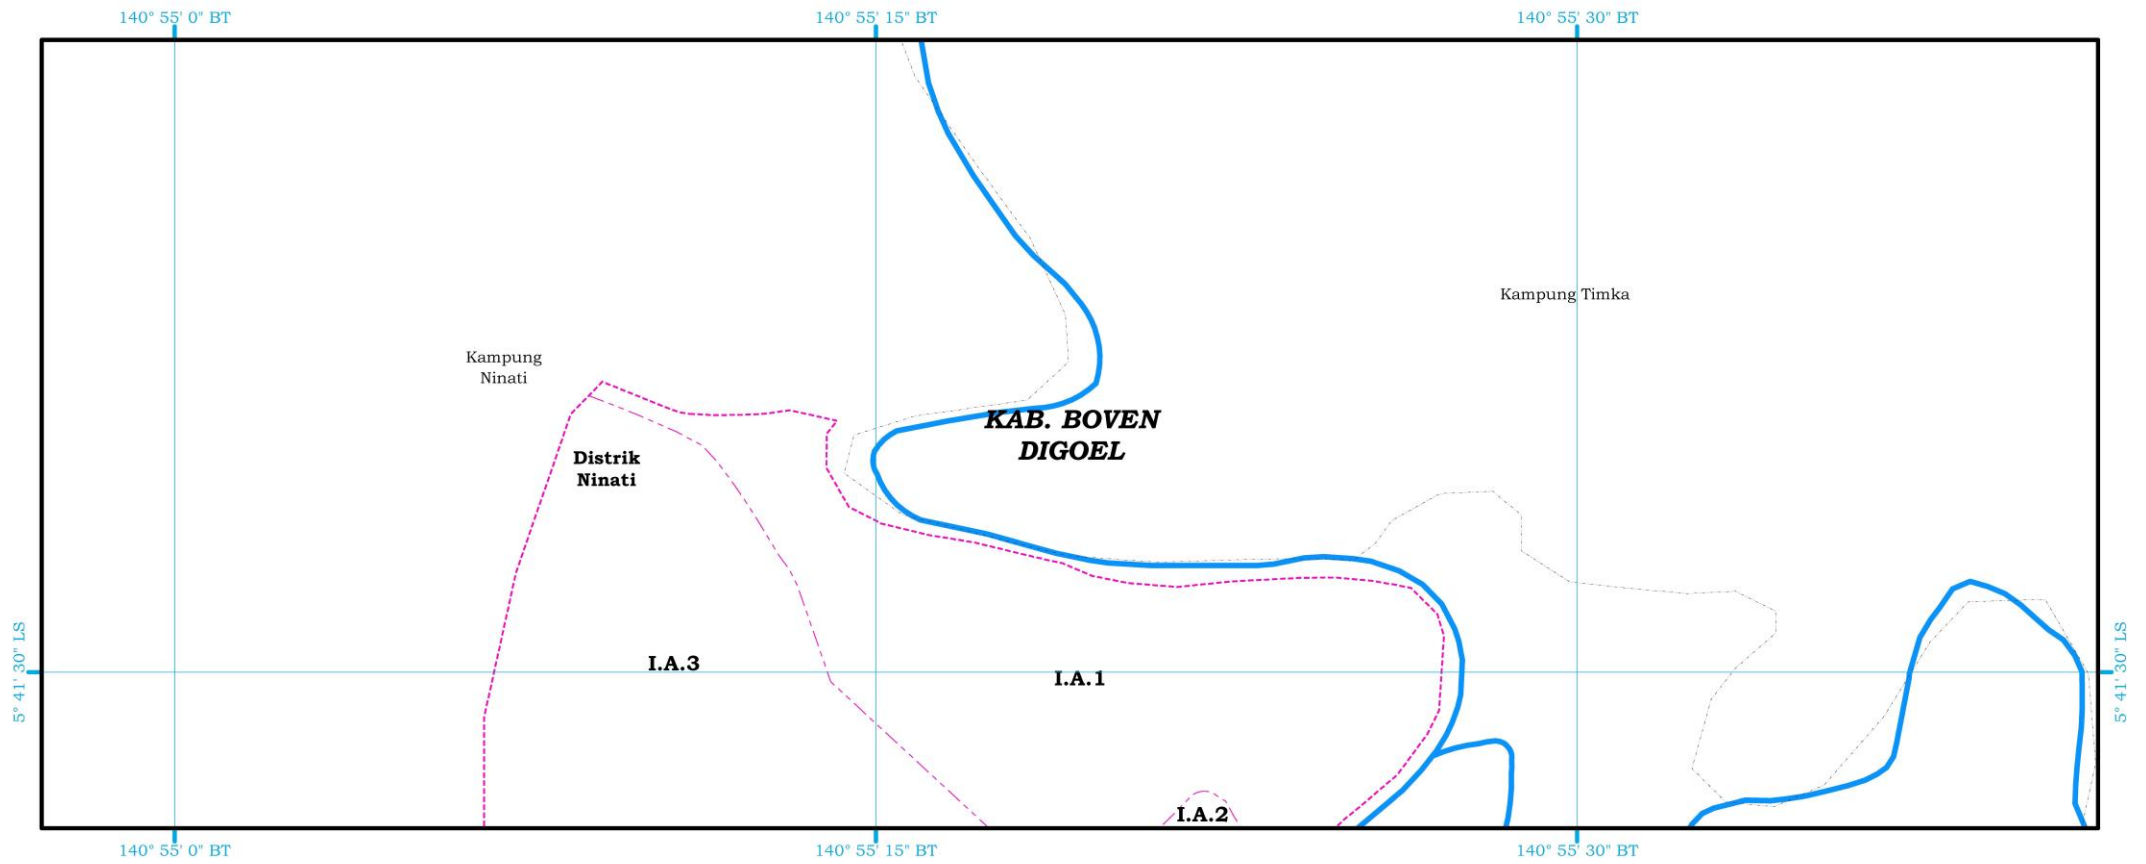 140° 55' 0" BT
140° 55' 15" BT
140° 55' 30" BT
Kampung Timka
Kampung
Ninati
KAB. BOVEN
DIGOEL
Distrik
Ninati
5° 41' 30" LS
5° 41' 30" LS
I.A.3
I.A.1
I.A.2
140° 55' 0" BT
140° 55' 15" BT
140° 55' 30" BT